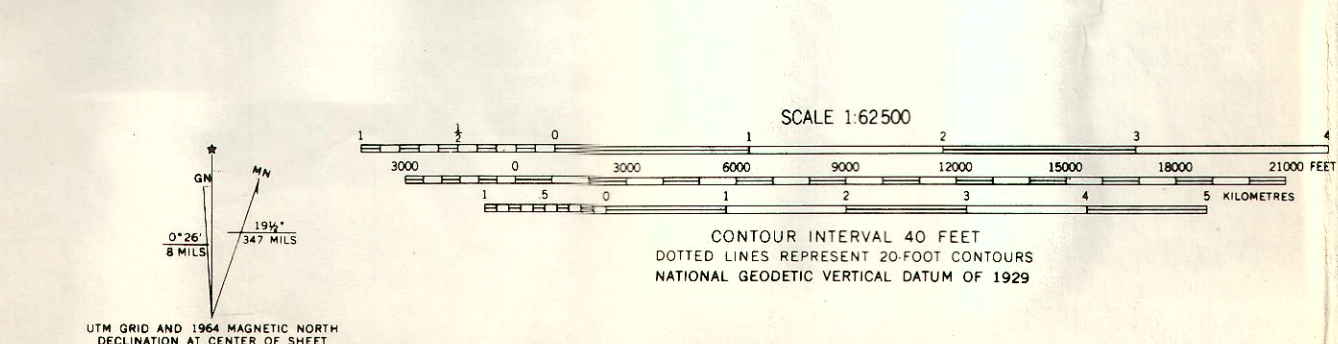 SCALE 1:62500
1 ½ 0 1 2 3 4
3000 0 3000 6000 9000 12000 15000 18000 21000 FEET
1 .5 0 1 2 3 4 5 KILOMETRES
CONTOUR INTERVAL 40 FEET
DOTTED LINES REPRESENT 20-FOOT CONTOURS
NATIONAL GEODETIC VERTICAL DATUM OF 1929
GN
MN
0°26'
8 MILS
19½°
347 MILS
UTM GRID AND 1964 MAGNETIC NORTH
DECLINATION AT CENTER OF SHEET